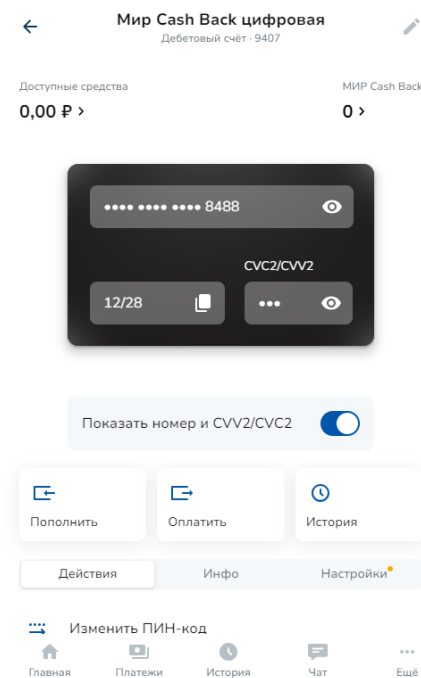 Мир Cash Back цифровая
Дебетовый счёт · 9407
Доступные средства
МИР Cash Back
0,00 ₽ ›
0 ›
•••• •••• •••• 8488
CVC2/CVV2
12/28
•••
Показать номер и CVV2/CVC2
Пополнить
Оплатить
История
Действия
Инфо
Настройки
Изменить ПИН-код
Главная
Платежи
История
Чат
Ещё